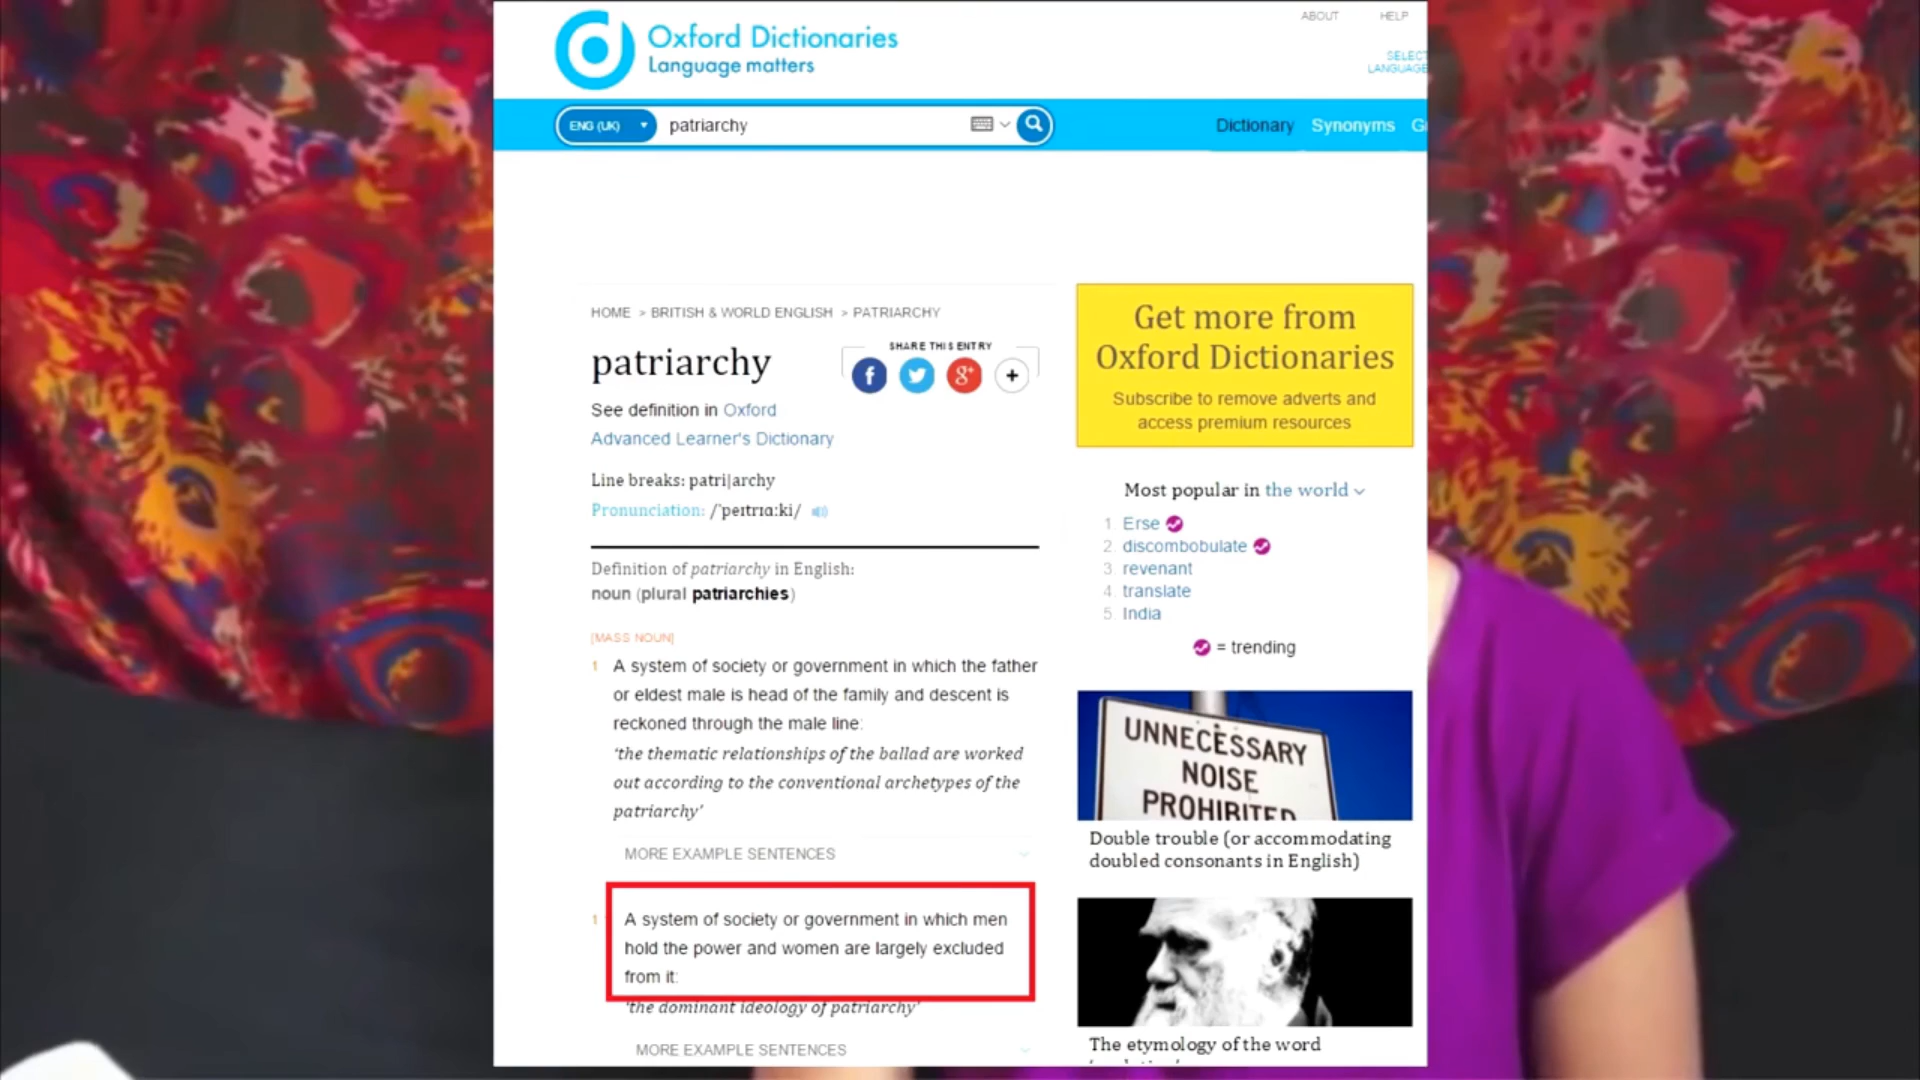 ABOUT
HELP
Oxford Dictionaries
Language matters
SELECT
LANGUAGE
ENG (UK)
patriarchy
Dictionary
Synonyms
HOME > BRITISH & WORLD ENGLISH > PATRIARCHY
patriarchy
SHARE THIS ENTRY
f
g+
+
See definition in Oxford
Advanced Learner's Dictionary
Line breaks: patri|archy
Pronunciation: /ˈpeɪtrɪɑːki/
Definition of patriarchy in English:
noun (plural patriarchies)
[MASS NOUN]
1 A system of society or government in which the father
or eldest male is head of the family and descent is
reckoned through the male line:
‘the thematic relationships of the ballad are worked
out according to the conventional archetypes of the
patriarchy’
MORE EXAMPLE SENTENCES
1 A system of society or government in which men
hold the power and women are largely excluded
from it:
‘the dominant ideology of patriarchy’
MORE EXAMPLE SENTENCES
Get more from
Oxford Dictionaries
Subscribe to remove adverts and
access premium resources
Most popular in the world
1. Erse
2. discombobulate
3. revenant
4. translate
5. India
= trending
UNNECESSARY
NOISE
PROHIBITED
Double trouble (or accommodating
doubled consonants in English)
The etymology of the word